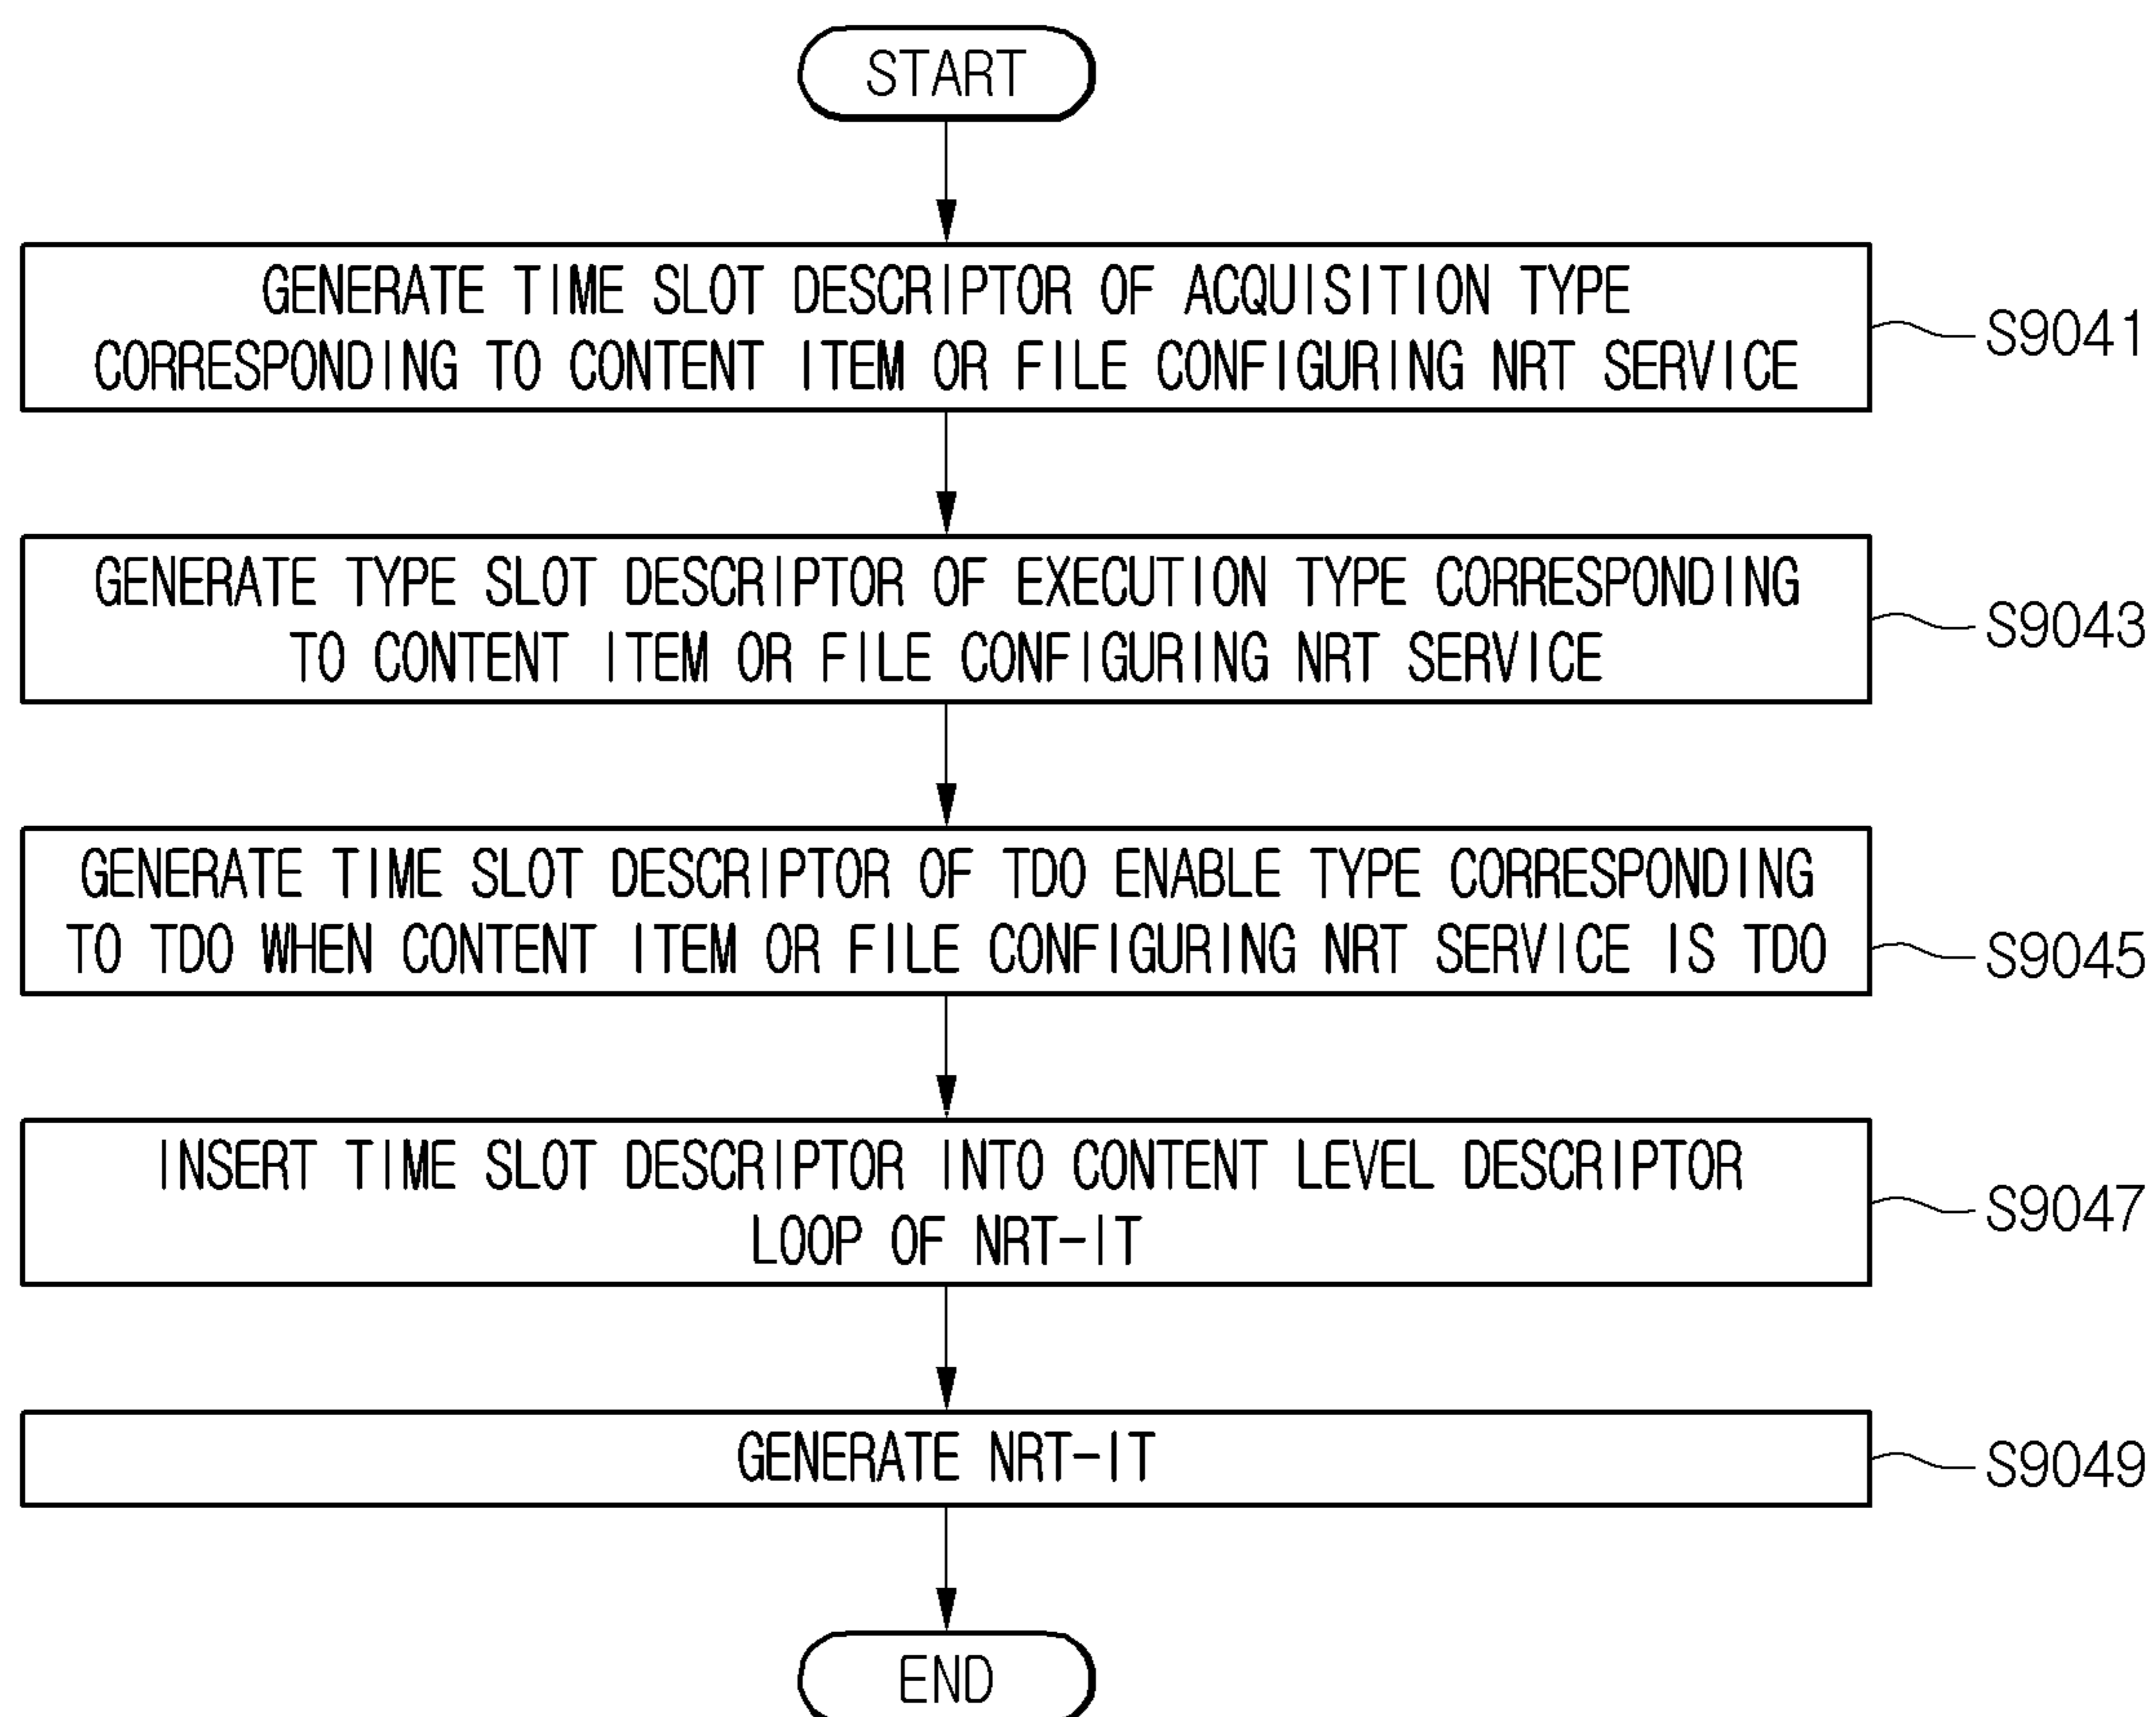 START
GENERATE TIME SLOT DESCRIPTOR OF ACQUISITION TYPE
CORRESPONDING TO CONTENT ITEM OR FILE CONFIGURING NRT SERVICE
S9041
GENERATE TYPE SLOT DESCRIPTOR OF EXECUTION TYPE CORRESPONDING
TO CONTENT ITEM OR FILE CONFIGURING NRT SERVICE
S9043
GENERATE TIME SLOT DESCRIPTOR OF TDO ENABLE TYPE CORRESPONDING
TO TDO WHEN CONTENT ITEM OR FILE CONFIGURING NRT SERVICE IS TDO
S9045
INSERT TIME SLOT DESCRIPTOR INTO CONTENT LEVEL DESCRIPTOR
LOOP OF NRT-IT
S9047
GENERATE NRT-IT
S9049
END